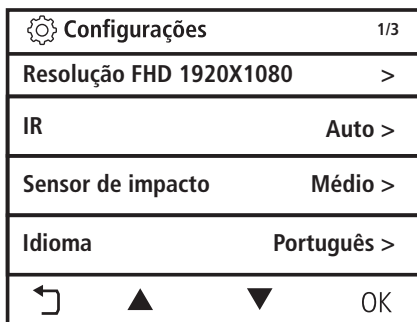 Configurações 1/3
Resolução FHD 1920X1080 >
IR Auto >
Sensor de impacto Médio >
Idioma Português >
OK